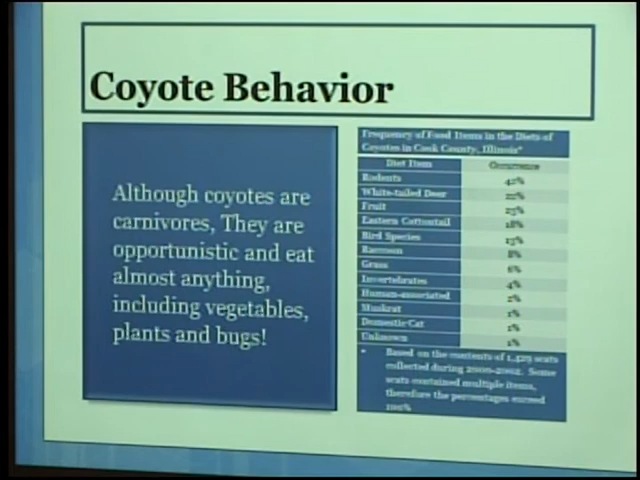 Coyote Behavior
Although coyotes are
carnivores, They are
opportunistic and eat
almost anything,
including vegetables,
plants and bugs!
Frequency of Food Items in the Diets of
Coyotes in Cook County, Illinois*
Diet Item Occurrence
Rodents 42%
White-tailed Deer 22%
Fruit 23%
Eastern Cottontail 18%
Bird Species 13%
Raccoon 8%
Grass 6%
Invertebrates 4%
Human-associated 2%
Muskrat 1%
Domestic Cat 1%
Unknown 1%
• Based on the contents of 1,429 scats
collected during 2000-2002. Some
scats contained multiple items,
therefore the percentages exceed
100%